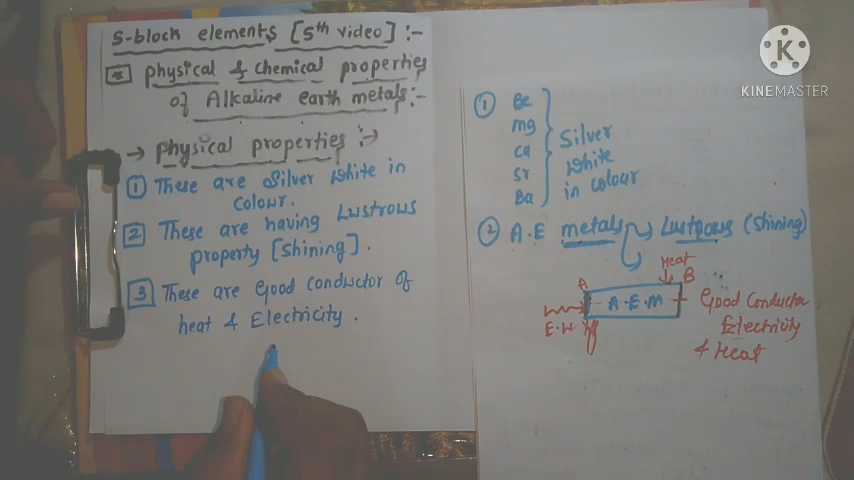 S-block elements [5th video] :-
* physical & chemical properties
of Alkaline earth metals:-
→ physical properties :→
1 These are Silver White in
colour.
2 These are having Lustrous
property [Shining].
3 These are Good conductor of
heat & Electricity.
K
KINEMASTER
1 Be
mg
ca
Sr
Ba
Silver
White
in colour
2 A.E metals Lustrous (Shining)
Heat
A B
A.E.M
E.W.
Good Conductor
Electricity
& Heat